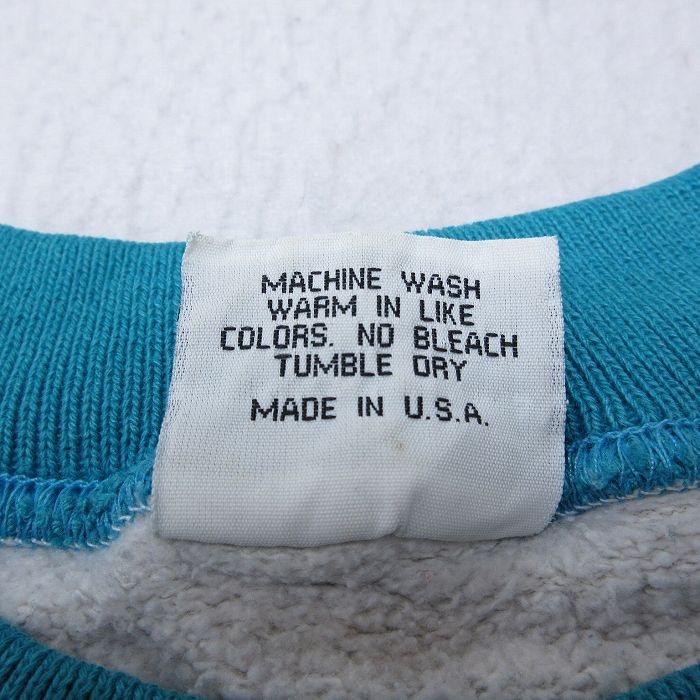 MACHINE WASH
WARM IN LIKE
COLORS. NO BLEACH
TUMBLE DRY
MADE IN U.S.A.